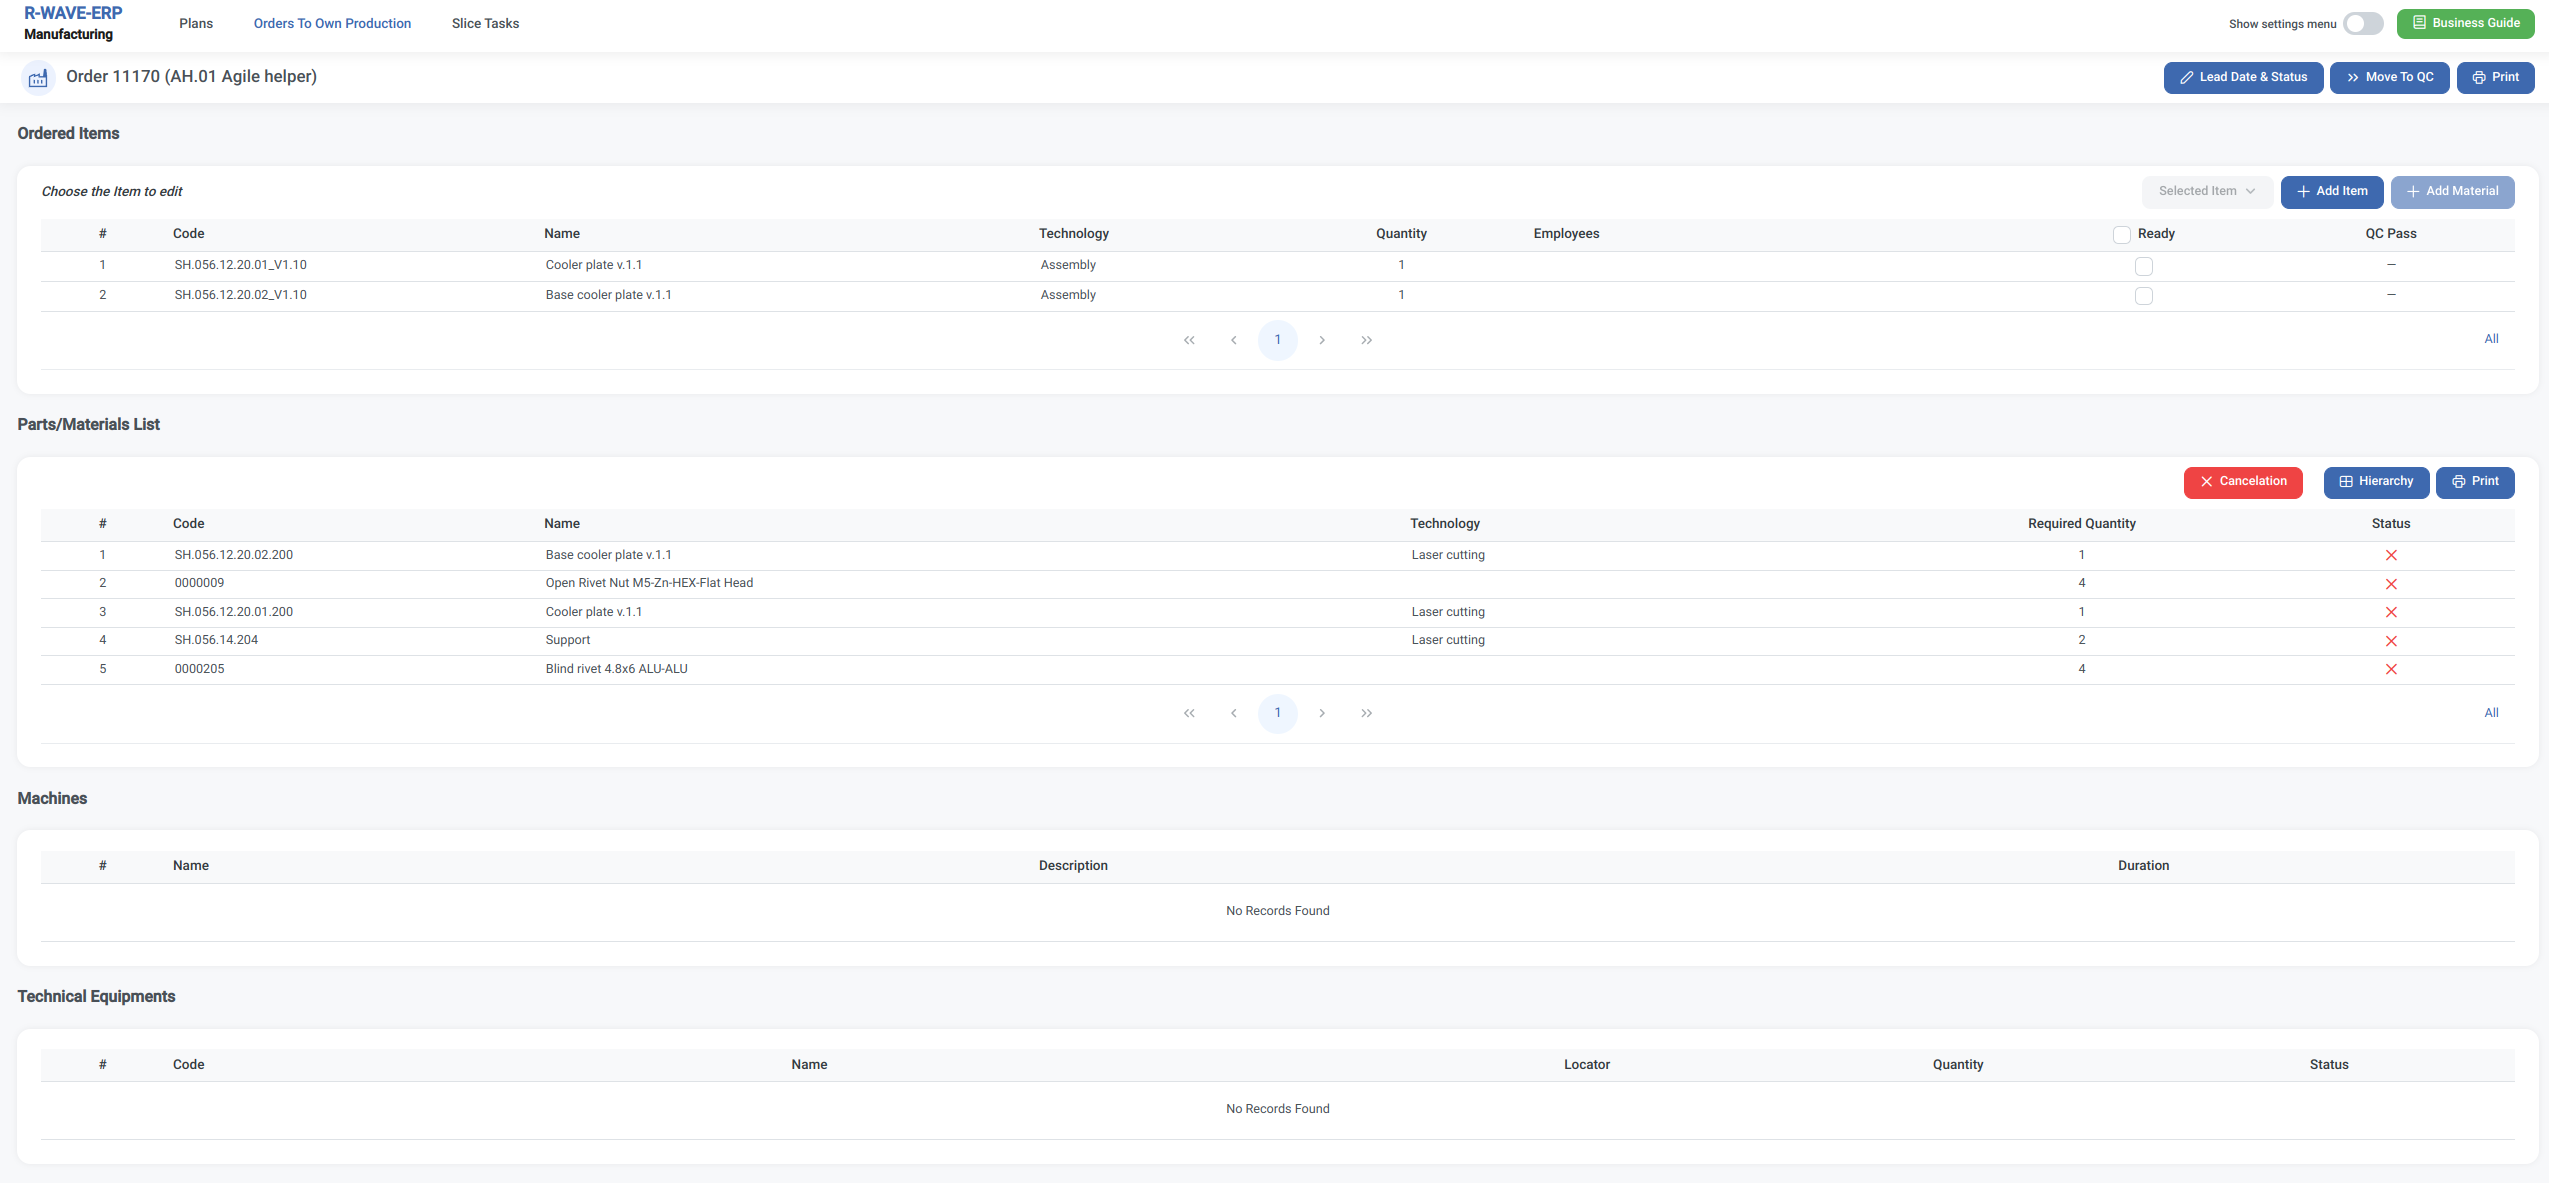 R-WAVE-ERP
Manufacturing
Plans
Orders To Own Production
Slice Tasks
Show settings menu
Business Guide
Order 11170 (AH.01 Agile helper)
Lead Date & Status
Move To QC
Print
Ordered Items
Choose the Item to edit
Selected Item
Add Item
Add Material
# Code Name Technology Quantity Employees Ready QC Pass
1 SH.056.12.20.01_V1.10 Cooler plate v.1.1 Assembly 1 —
2 SH.056.12.20.02_V1.10 Base cooler plate v.1.1 Assembly 1 —
1
All
Parts/Materials List
Cancelation
Hierarchy
Print
# Code Name Technology Required Quantity Status
1 SH.056.12.20.02.200 Base cooler plate v.1.1 Laser cutting 1
2 0000009 Open Rivet Nut M5-Zn-HEX-Flat Head 4
3 SH.056.12.20.01.200 Cooler plate v.1.1 Laser cutting 1
4 SH.056.14.204 Support Laser cutting 2
5 0000205 Blind rivet 4.8x6 ALU-ALU 4
1
All
Machines
# Name Description Duration
No Records Found
Technical Equipments
# Code Name Locator Quantity Status
No Records Found